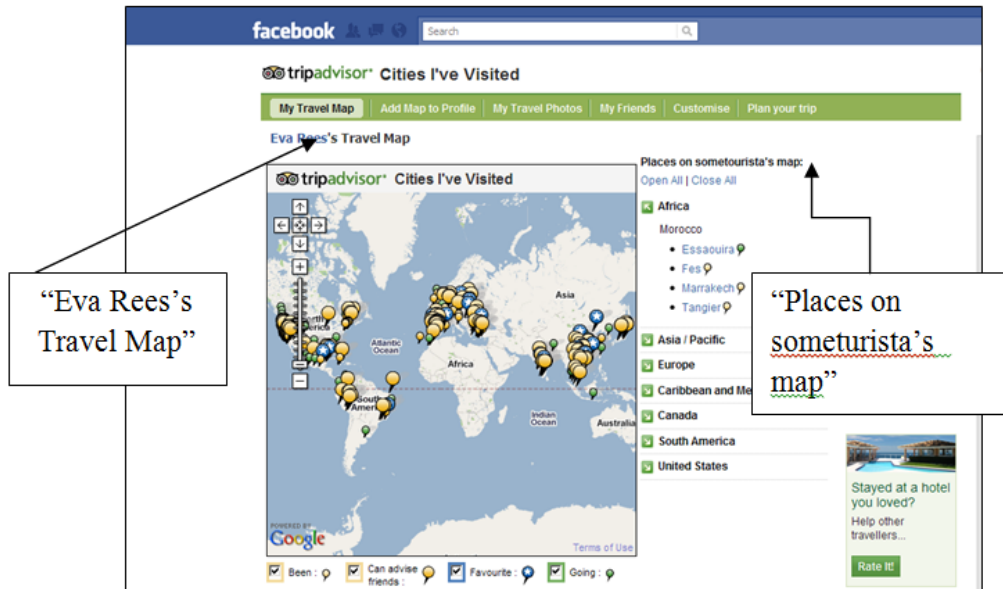 facebook
Search
tripadvisor® Cities I've Visited
My Travel Map | Add Map to Profile | My Travel Photos | My Friends | Customise | Plan your trip
Eva Rees's Travel Map
tripadvisor® Cities I've Visited
Asia
Atlantic
Ocean
Africa
South
Indian
Ocean
Australia
POWERED BY
Google
Terms of Use
Been :
Can advise
friends :
Favourite :
Going :
Places on sometourista's map:
Open All | Close All
Africa
Morocco
• Essaouira
• Fes
• Marrakech
• Tangier
Asia / Pacific
Europe
Caribbean and Me
Canada
South America
United States
Stayed at a hotel
you loved?
Help other
travellers...
Rate It!
“Eva Rees’s
Travel Map”
“Places on
someturista’s
map”